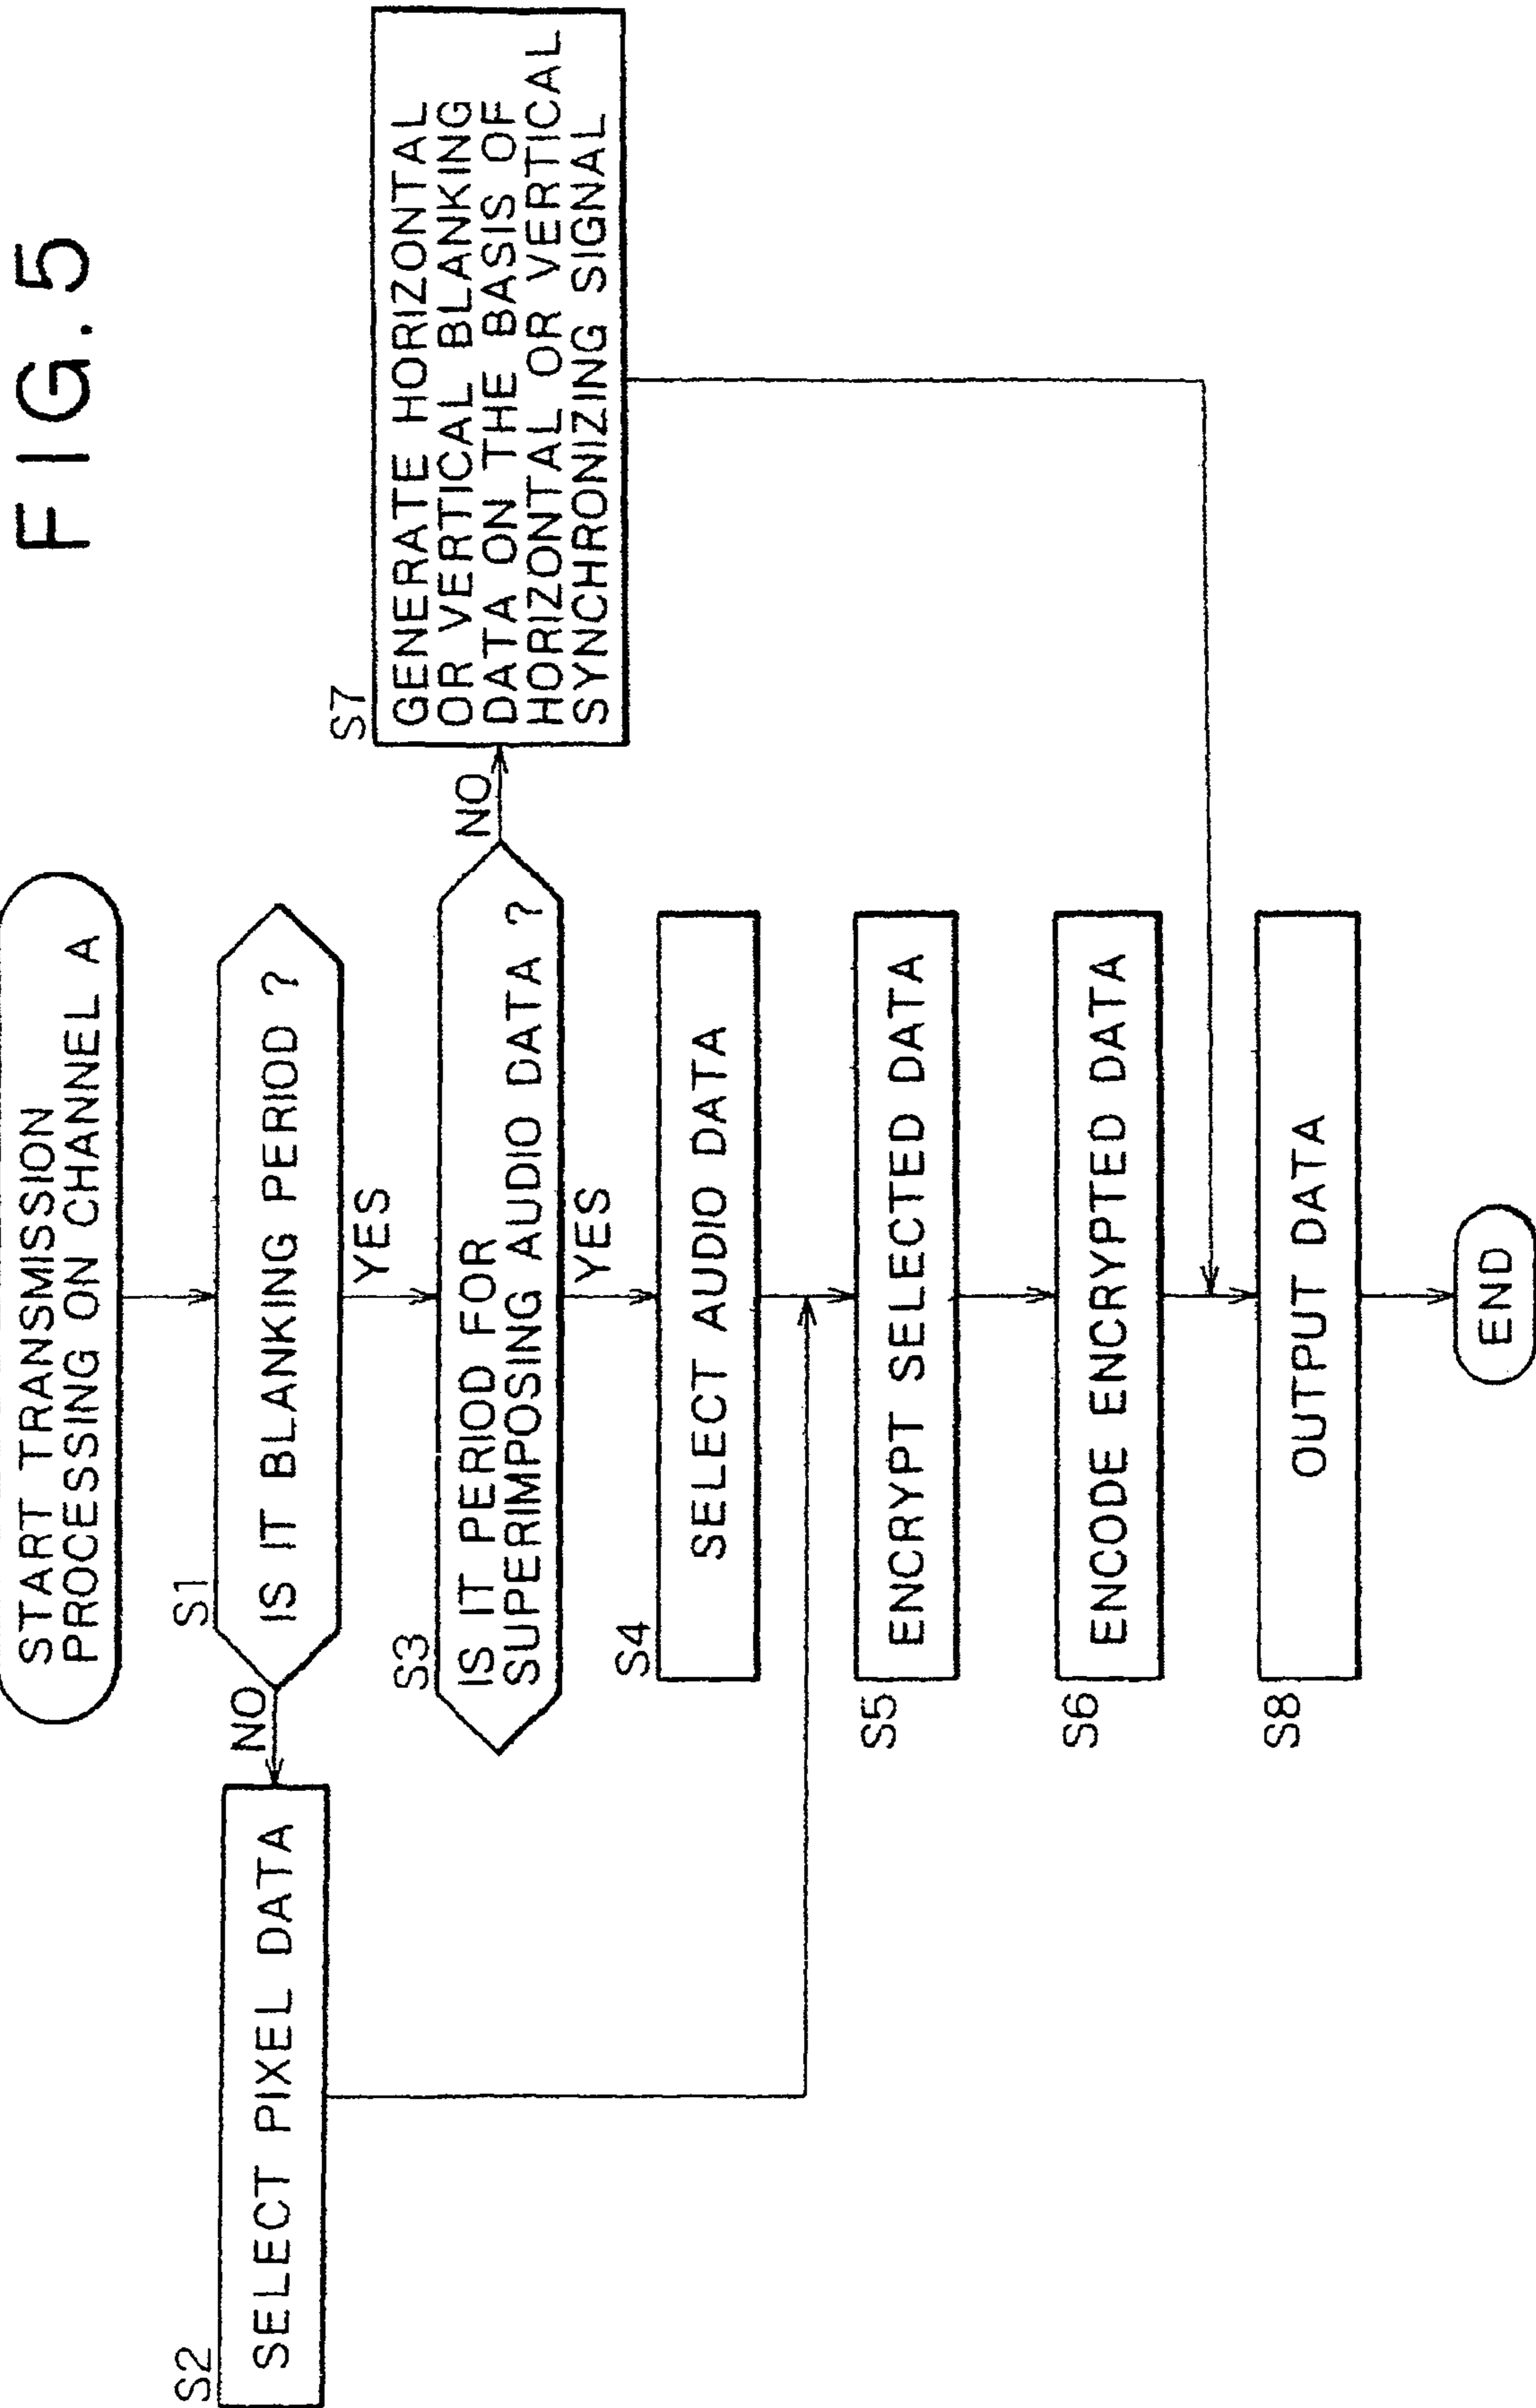 FIG.5
START TRANSMISSION
PROCESSING ON CHANNEL A
S1
IS IT BLANKING PERIOD ?
NO
YES
S2
SELECT PIXEL DATA
S3
IS IT PERIOD FOR
SUPERIMPOSING AUDIO DATA ?
NO
YES
S7
GENERATE HORIZONTAL
OR VERTICAL BLANKING
DATA ON THE BASIS OF
HORIZONTAL OR VERTICAL
SYNCHRONIZING SIGNAL
S4
SELECT AUDIO DATA
S5
ENCRYPT SELECTED DATA
S6
ENCODE ENCRYPTED DATA
S8
OUTPUT DATA
END